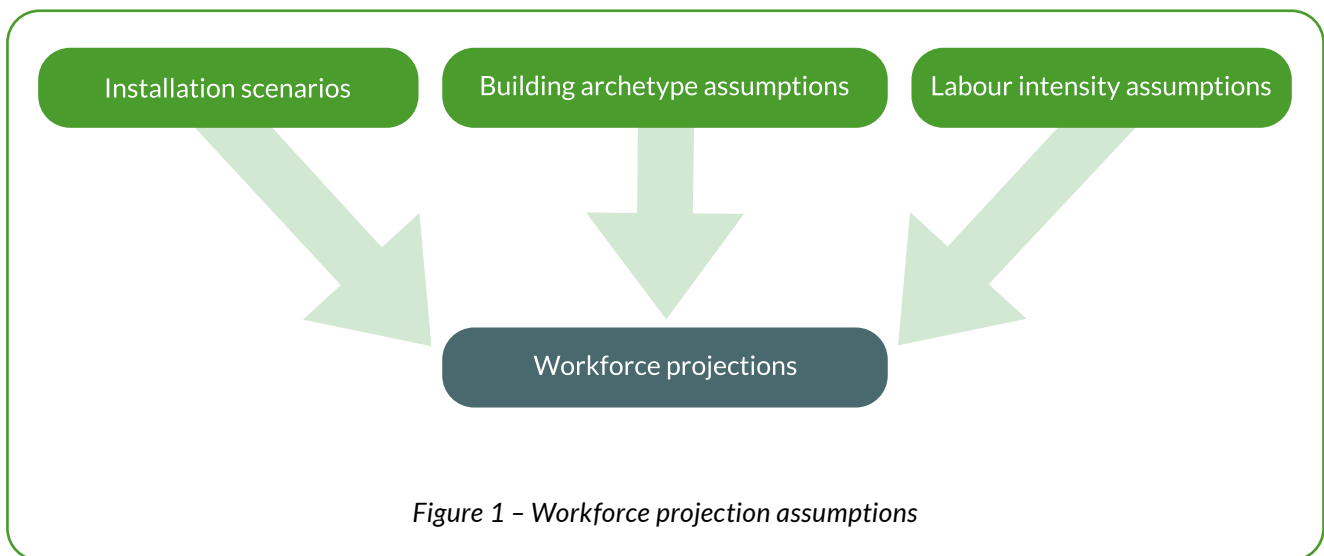 Installation scenarios
Building archetype assumptions
Labour intensity assumptions
Workforce projections
Figure 1 – Workforce projection assumptions